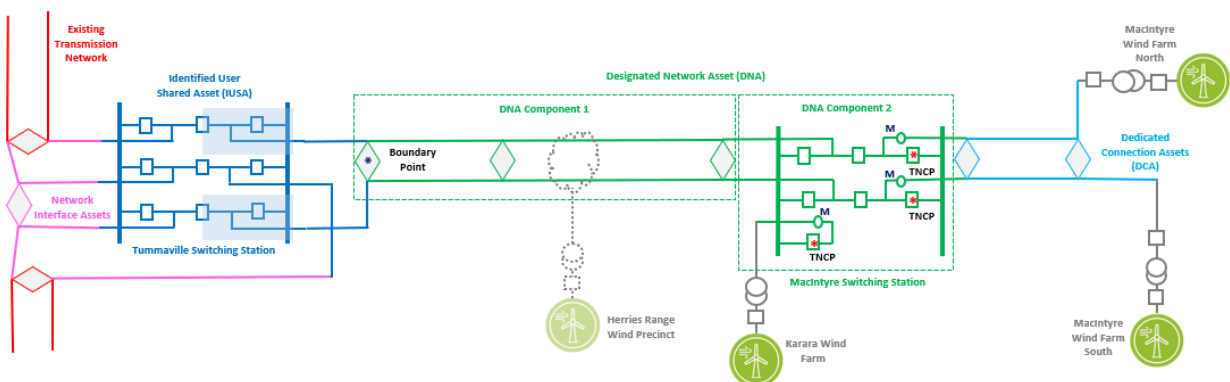 Existing
Transmission
Network
Identified User
Shared Asset (IUSA)
Network
Interface Assets
Tummaville Switching Station
Designated Network Asset (DNA)
DNA Component 1
*
Boundary
Point
Herries Range
Wind Precinct
DNA Component 2
M
*
TNCP
M
*
TNCP
M
*
TNCP
MacIntyre Switching Station
Karara Wind
Farm
MacIntyre
Wind Farm
North
Dedicated
Connection Assets
(DCA)
MacIntyre
Wind Farm
South